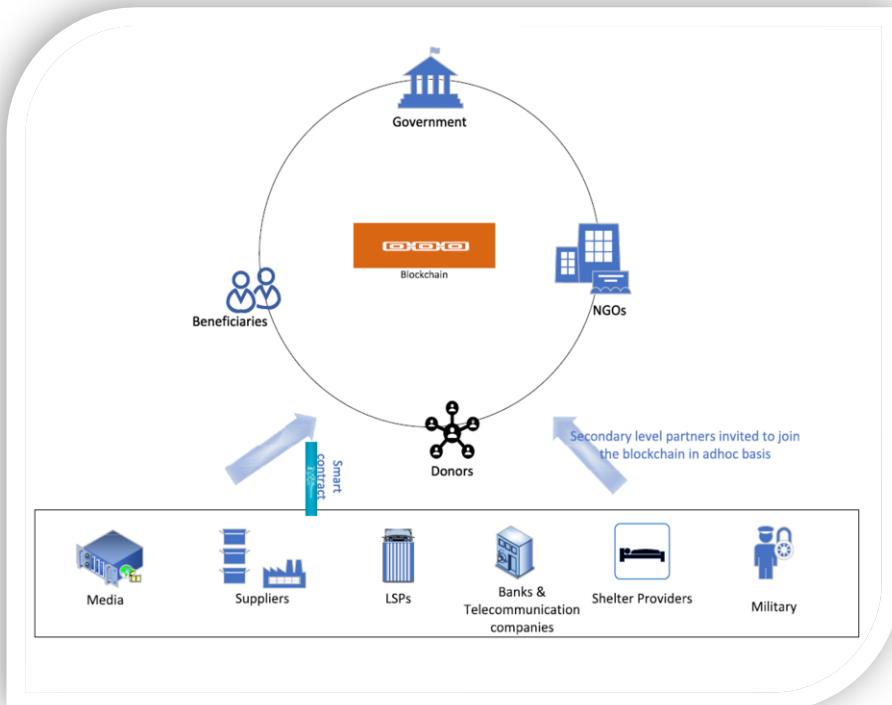 Government
Blockchain
NGOs
Beneficiaries
Donors
Smart
contract
Secondary level partners invited to join
the blockchain in adhoc basis
Media
Suppliers
LSPs
Banks &
Telecommunication
companies
Shelter Providers
Military